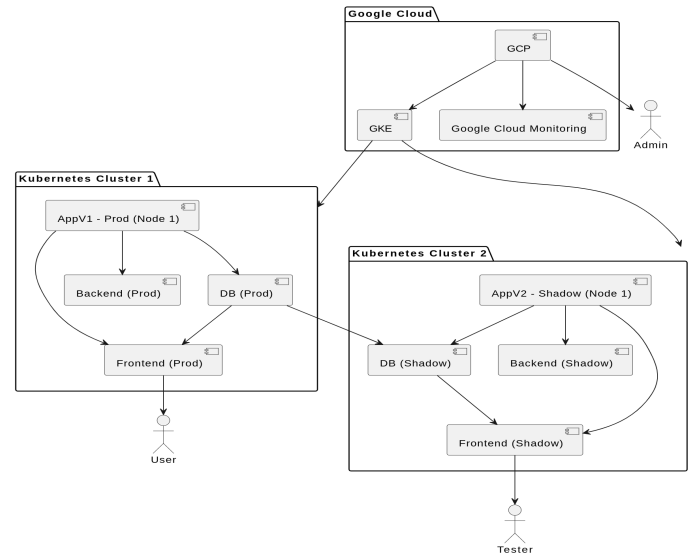 Google Cloud
GCP
GKE
Google Cloud Monitoring
Admin
Kubernetes Cluster 1
AppV1 - Prod (Node 1)
Backend (Prod)
DB (Prod)
Frontend (Prod)
User
Kubernetes Cluster 2
AppV2 - Shadow (Node 1)
DB (Shadow)
Backend (Shadow)
Frontend (Shadow)
Tester